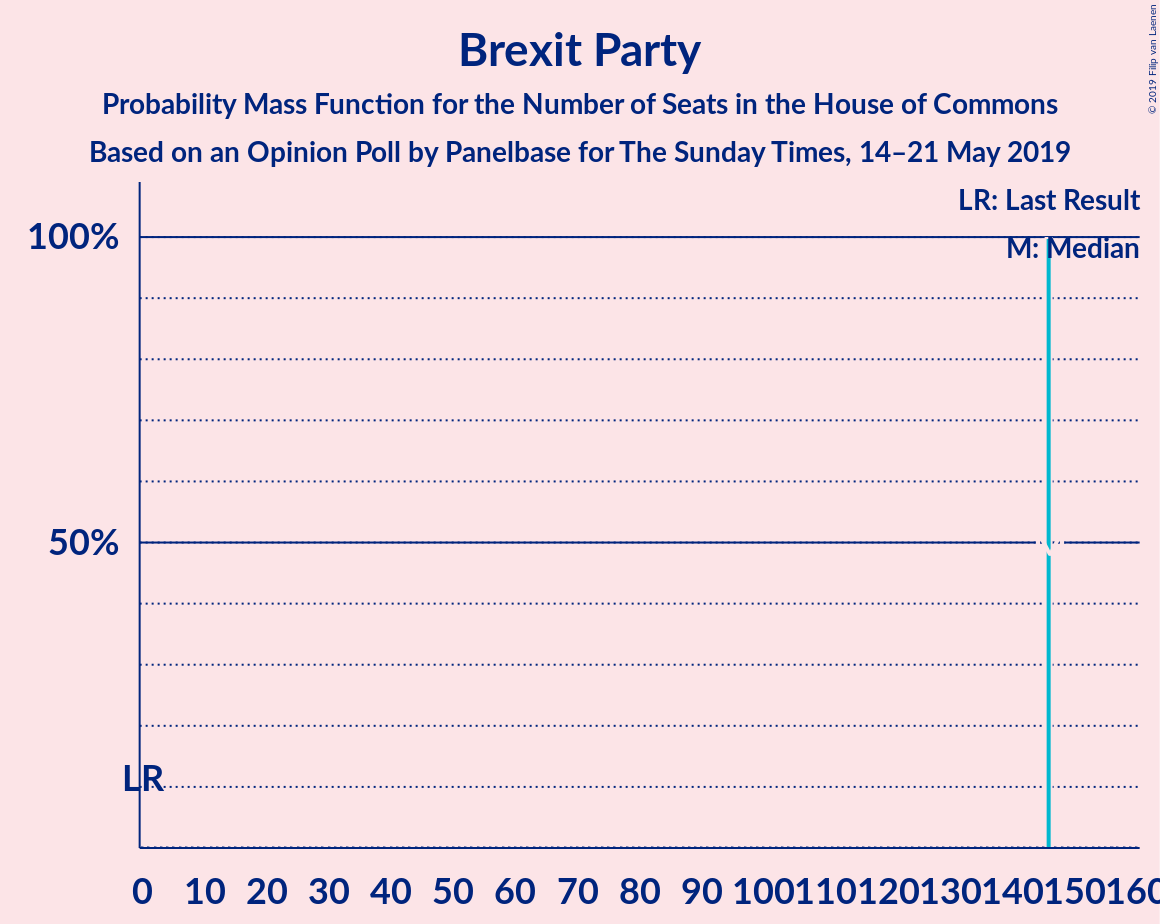 Brexit Party
Probability Mass Function for the Number of Seats in the House of Commons
Based on an Opinion Poll by Panelbase for The Sunday Times, 14–21 May 2019
© 2019 Filip van Laenen
LR: Last Result
M: Median
100%
50%
LR
0 10 20 30 40 50 60 70 80 90 100 110 120 130 140 150 160